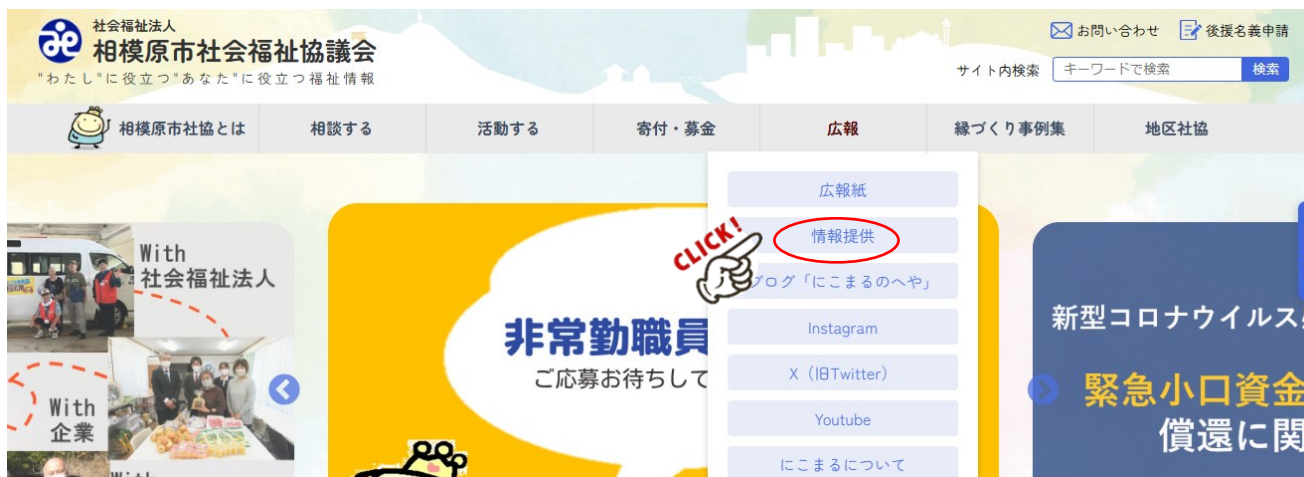 社会福祉法人
相模原市社会福祉協議会
"わたし"に役立つ"あなた"に役立つ福祉情報
お問い合わせ
後援名義申請
サイト内検索
キーワードで検索
検索
相模原市社協とは
相談する
活動する
寄付・募金
広報
縁づくり事例集
地区社協
広報紙
情報提供
CLICK!
ブログ「にこまるのへや」
Instagram
X（旧Twitter）
Youtube
にこまるについて
With
社会福祉法人
With
企業
With
非常勤職員
ご応募お待ちして
新型コロナウイルス
緊急小口資金
償還に関